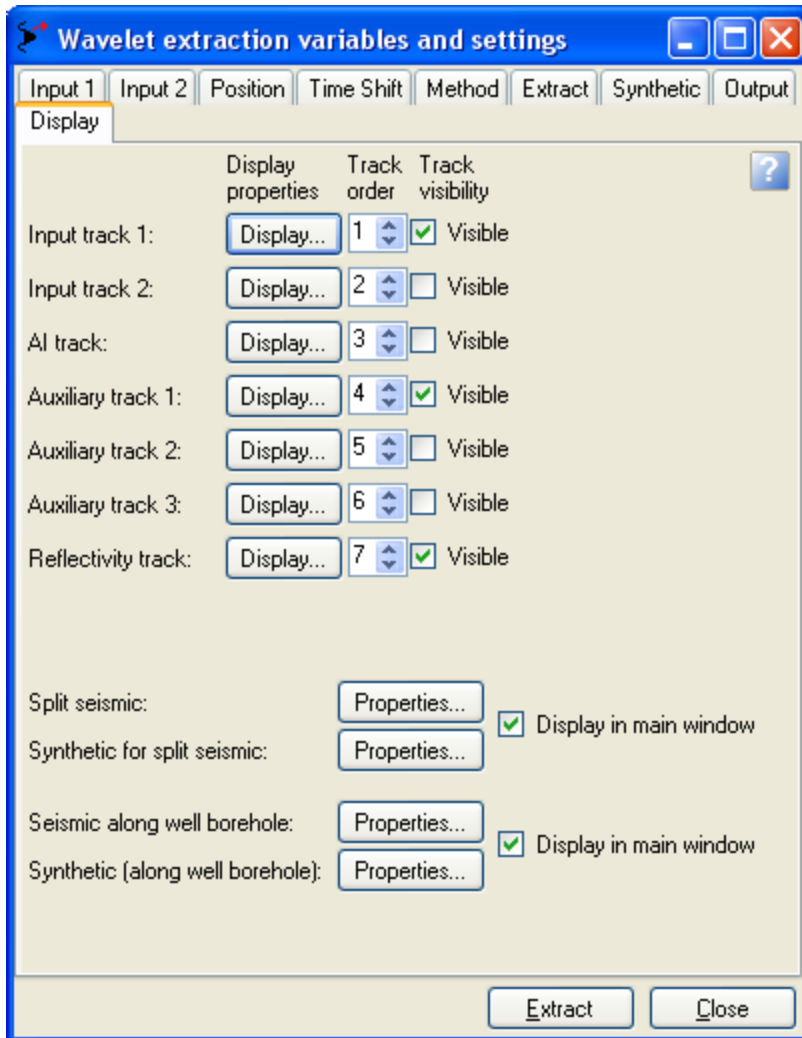 Wavelet extraction variables and settings
Input 1 Input 2 Position Time Shift Method Extract Synthetic Output
Display
Display properties Track order Track visibility
?
Input track 1: Display... 1 Visible
Input track 2: Display... 2 Visible
AI track: Display... 3 Visible
Auxiliary track 1: Display... 4 Visible
Auxiliary track 2: Display... 5 Visible
Auxiliary track 3: Display... 6 Visible
Reflectivity track: Display... 7 Visible
Split seismic: Properties...
Display in main window
Synthetic for split seismic: Properties...
Seismic along well borehole: Properties...
Display in main window
Synthetic (along well borehole): Properties...
Extract Close